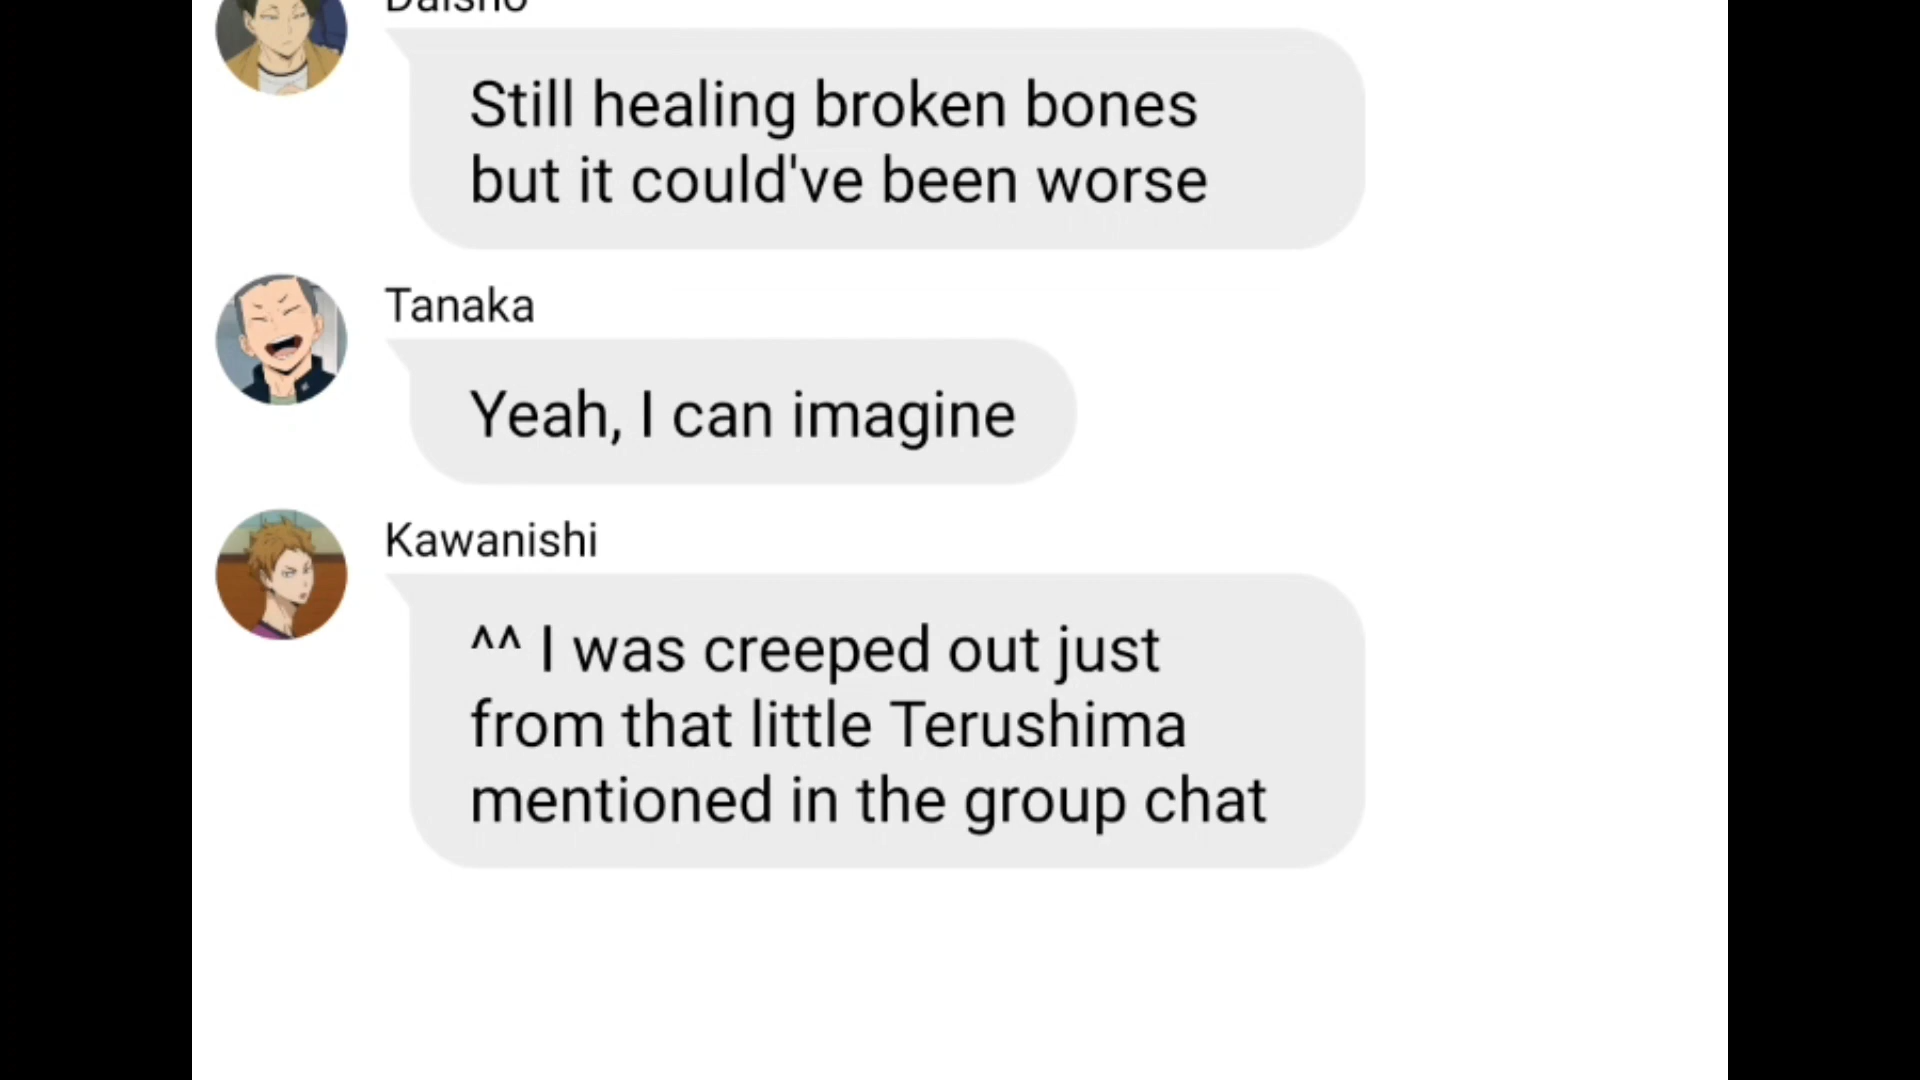 Daisho
Still healing broken bones
but it could've been worse
Tanaka
Yeah, I can imagine
Kawanishi
^^ I was creeped out just
from that little Terushima
mentioned in the group chat